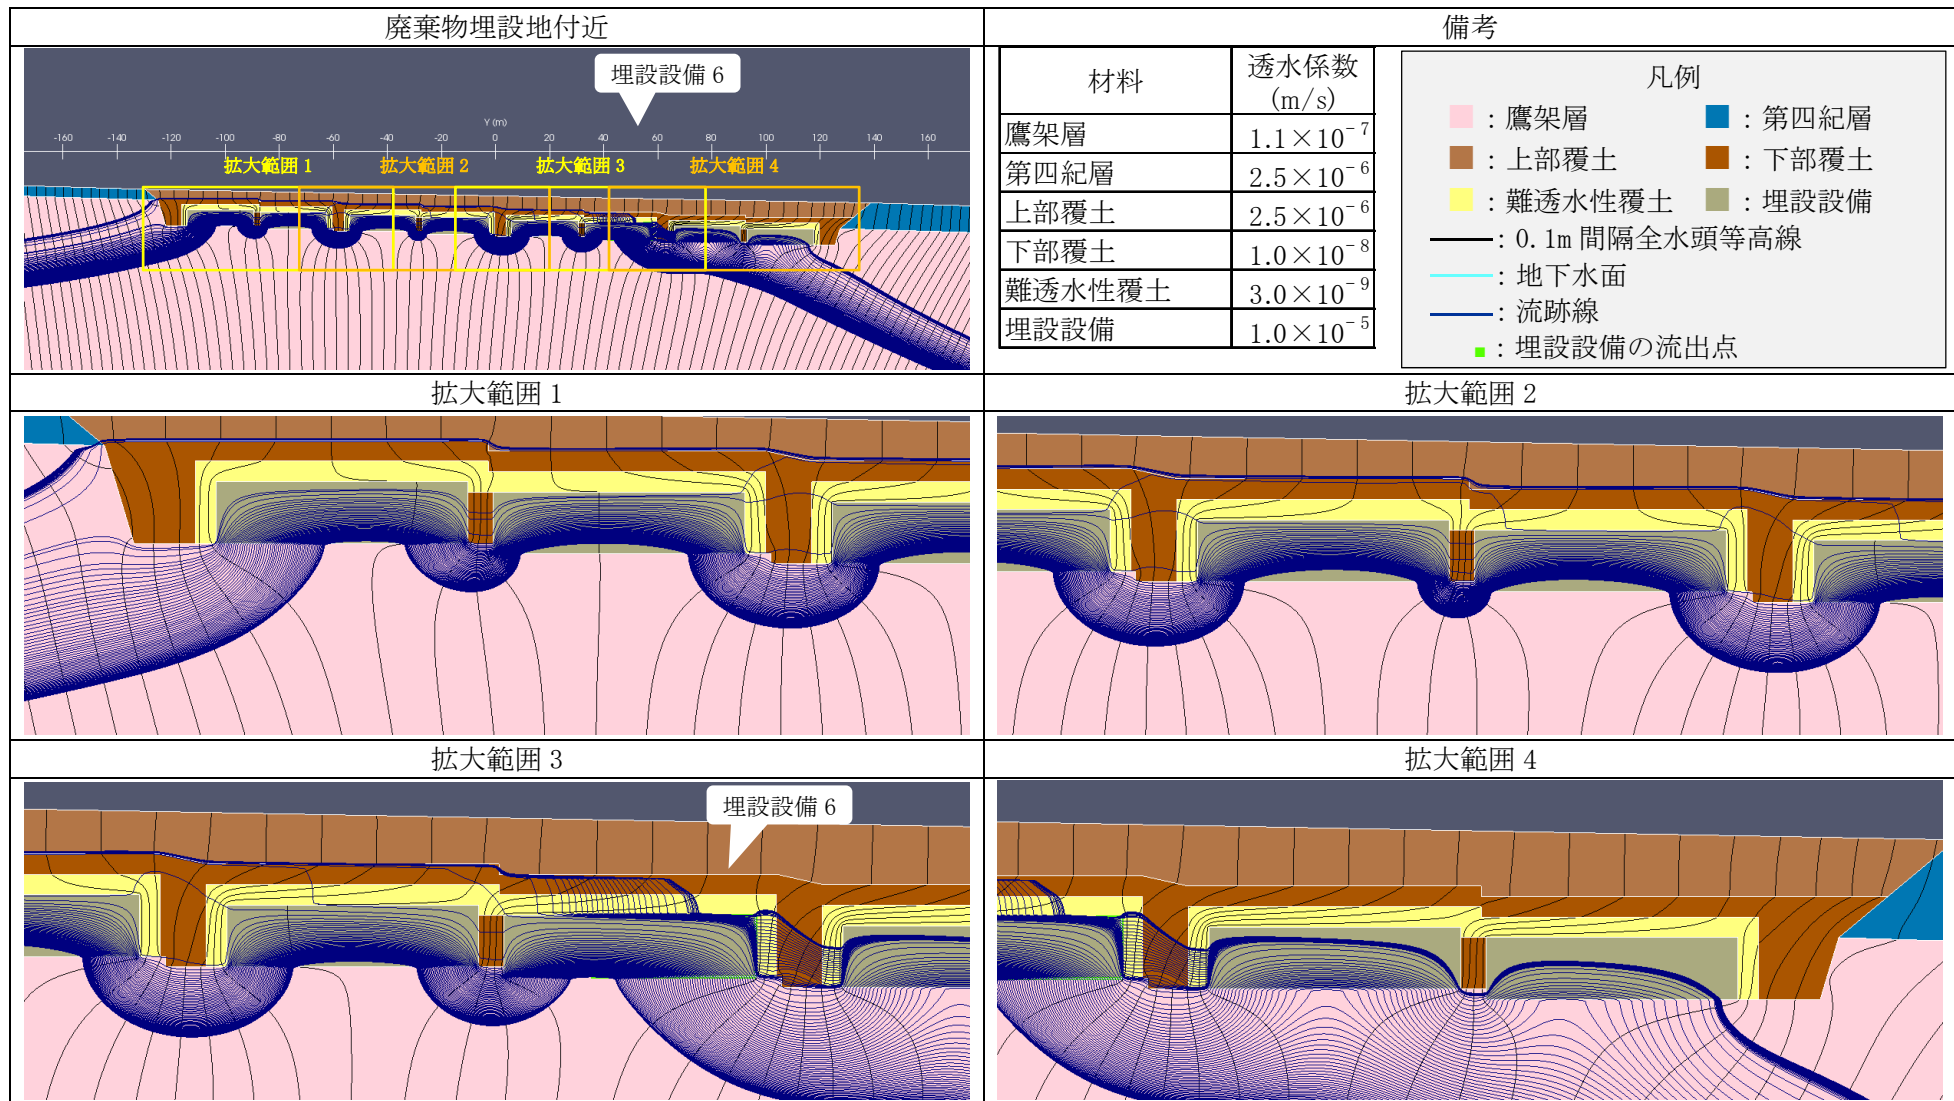 廃棄物埋設地付近
備考
埋設設備 6
Y (m)
-160 -140 -120 -100 -80 -60 -40 -20 0 20 40 60 80 100 120 140 160
拡大範囲 1 拡大範囲 2 拡大範囲 3 拡大範囲 4
材料 透水係数 (m/s)
鷹架層 1.1×10⁻⁷
第四紀層 2.5×10⁻⁶
上部覆土 2.5×10⁻⁶
下部覆土 1.0×10⁻⁸
難透水性覆土 3.0×10⁻⁹
埋設設備 1.0×10⁻⁵
凡例
：鷹架層 ：第四紀層
：上部覆土 ：下部覆土
：難透水性覆土 ：埋設設備
：0.1m 間隔全水頭等高線
：地下水面
：流跡線
：埋設設備の流出点
拡大範囲 1
拡大範囲 2
拡大範囲 3
拡大範囲 4
埋設設備 6